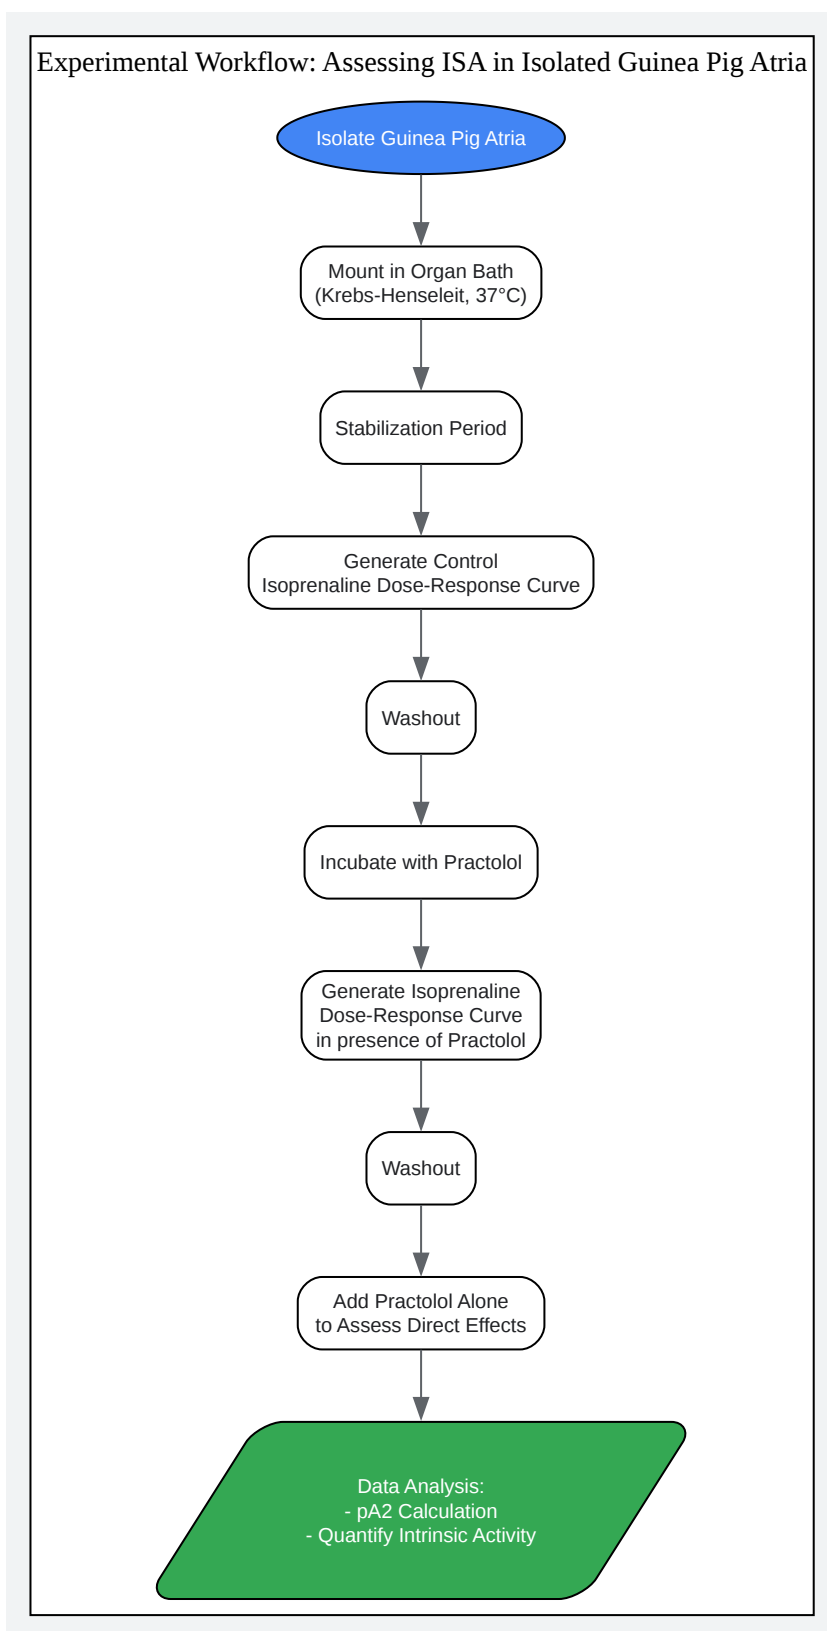 Experimental Workflow: Assessing ISA in Isolated Guinea Pig Atria
Isolate Guinea Pig Atria
Mount in Organ Bath
(Krebs-Henseleit, 37°C)
Stabilization Period
Generate Control
Isoprenaline Dose-Response Curve
Washout
Incubate with Practolol
Generate Isoprenaline
Dose-Response Curve
in presence of Practolol
Washout
Add Practolol Alone
to Assess Direct Effects
Data Analysis:
- pA2 Calculation
- Quantify Intrinsic Activity